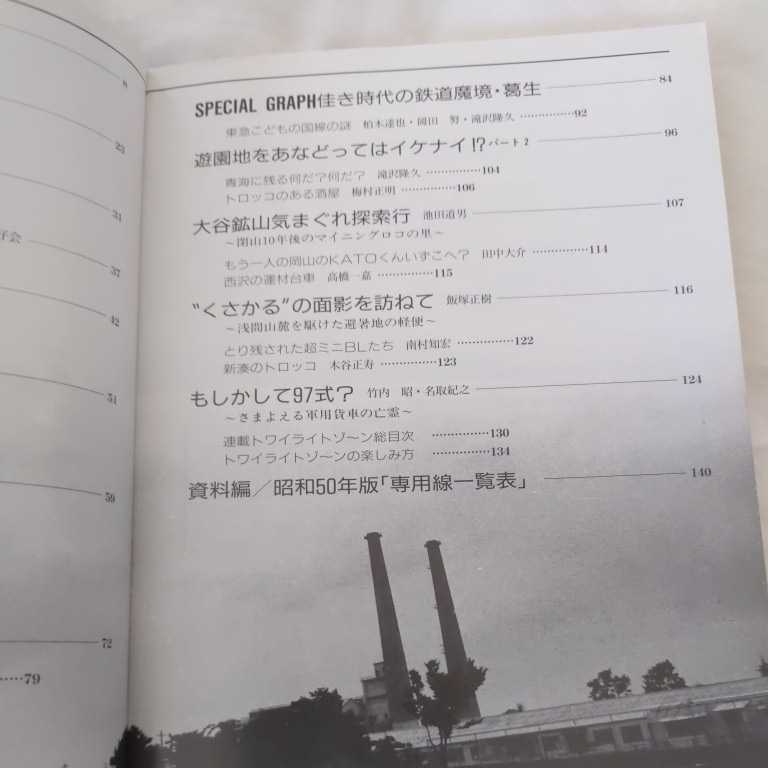 8
23
31
好会
37
42
51
59
72
……79
SPECIAL GRAPH佳き時代の鉄道魔境・葛生 84
東急こどもの国線の謎 柏木達也・岡田 努・滝沢隆久……………92
遊園地をあなどってはイケナイ!?パート2 96
青海に残る何だ?何だ? 滝沢隆久……………104
トロッコのある酒屋 梅村正明……………106
大谷鉱山気まぐれ探索行 池田道男 107
〜閉山10年後のマイニングロコの里〜
もう一人の岡山のKATOくんいずこへ? 田中大介……………114
西沢の運材台車 高橋一嘉……………115
“くさかる”の面影を訪ねて 飯塚正樹 116
〜浅間山麓を駆けた避暑地の軽便〜
とり残された超ミニBLたち 南村知宏……………122
新湊のトロッコ 木谷正寿……………123
もしかして97式? 竹内 昭・名取紀之 124
〜さまよえる軍用貨車の亡霊〜
連載トワイライトゾーン総目次 ……………130
トワイライトゾーンの楽しみ方 ……………134
資料編／昭和50年版「専用線一覧表」 140